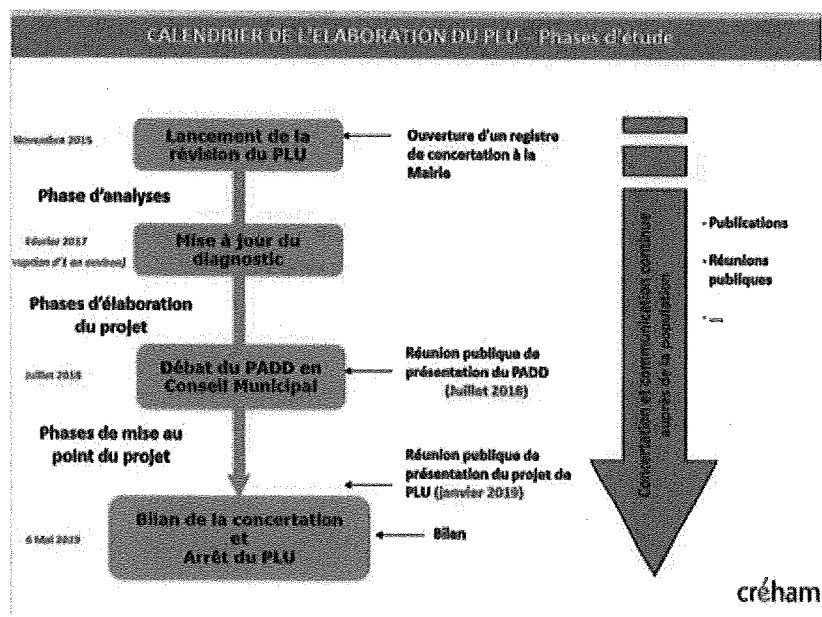 CALENDRIER DE L'ELABORATION DU PLU – Phases d'étude
Novembre 2015
Lancement de la
révision du PLU
Ouverture d'un registre
de concertation à la
Mairie
Phase d'analyses
Février 2017
Mise à jour du
diagnostic
Phases d'élaboration
du projet
Juillet 2018
Débat du PADD en
Conseil Municipal
Réunion publique de
présentation du PADD
(Juillet 2018)
Phases de mise au
point du projet
Réunion publique de
présentation du projet de
PLU (janvier 2019)
6 Mai 2019
Bilan de la concertation
et
Arrêt du PLU
Bilan
Concertation et communication continue
auprès de la population
- Publications
- Réunions
publiques
- ...
créham